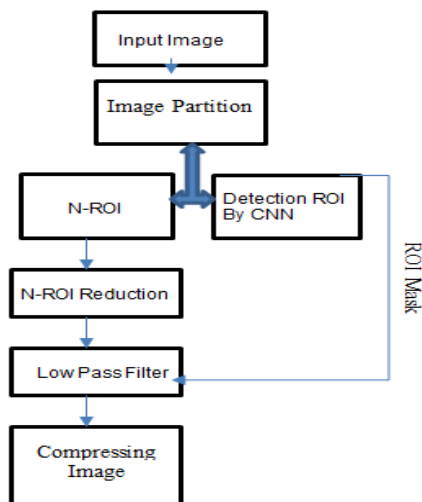 Input Image
Image Partition
N-ROI
Detection ROI
By CNN
ROI Mask
N-ROI Reduction
Low Pass Filter
Compressing
Image